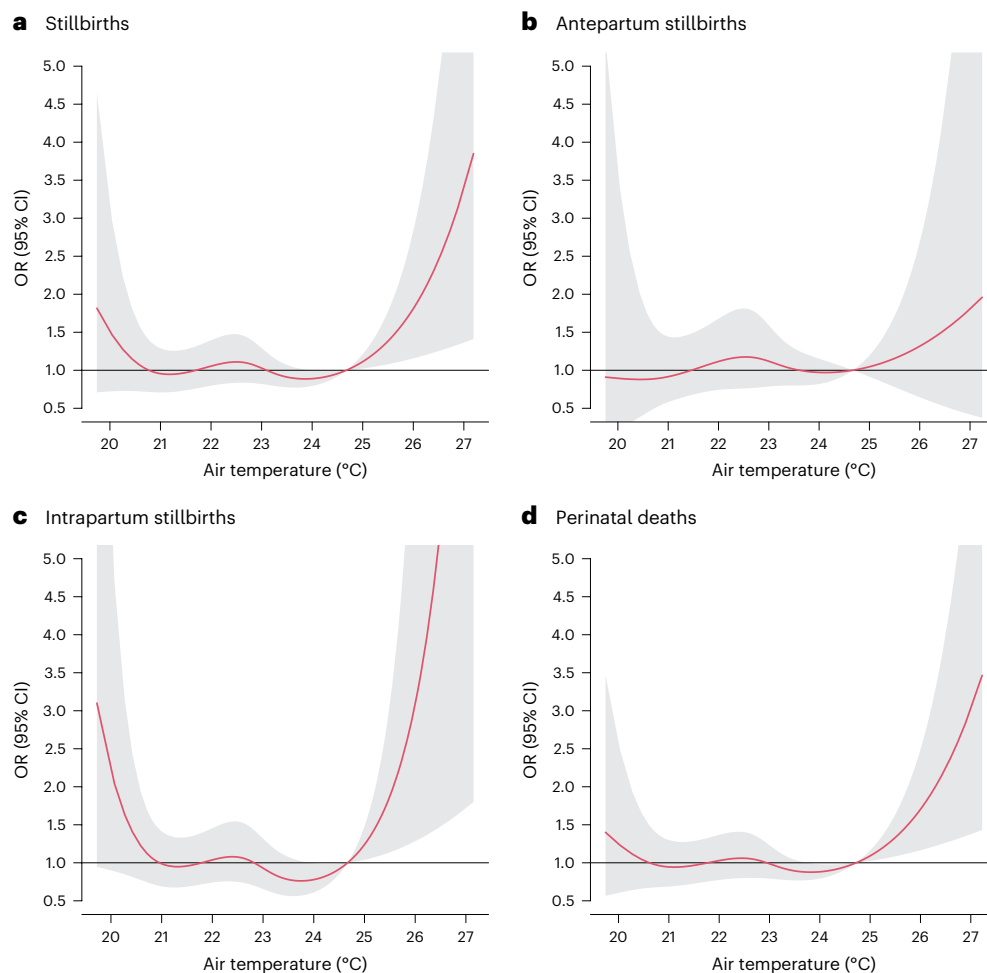 a Stillbirths
OR (95% CI)
5.0
4.5
4.0
3.5
3.0
2.5
2.0
1.5
1.0
0.5
20 21 22 23 24 25 26 27
Air temperature (°C)
b Antepartum stillbirths
OR (95% CI)
5.0
4.5
4.0
3.5
3.0
2.5
2.0
1.5
1.0
0.5
20 21 22 23 24 25 26 27
Air temperature (°C)
c Intrapartum stillbirths
OR (95% CI)
5.0
4.5
4.0
3.5
3.0
2.5
2.0
1.5
1.0
0.5
20 21 22 23 24 25 26 27
Air temperature (°C)
d Perinatal deaths
OR (95% CI)
5.0
4.5
4.0
3.5
3.0
2.5
2.0
1.5
1.0
0.5
20 21 22 23 24 25 26 27
Air temperature (°C)